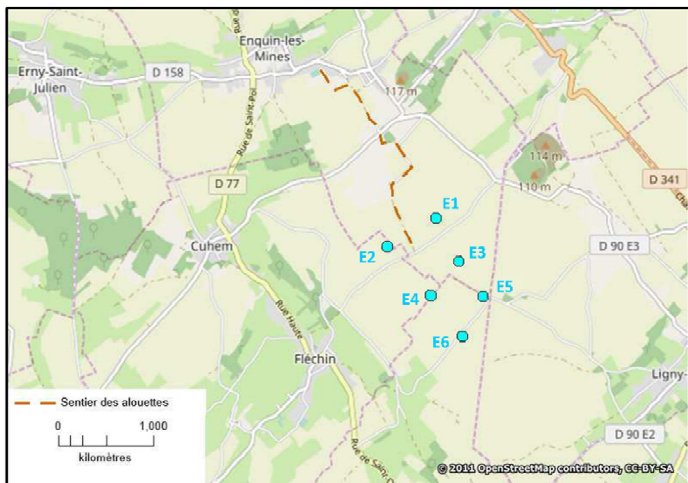 Enquin-les-
Mines
Erny-Saint-
Julien
D 158
Rue de Saint-Pol
117 m
114 m
110 m
D 341
D 77
E1
Cuhem
E2
E3
D 90 E3
E4
E5
E6
Rue Haute
Fléchin
Ligny-
D 90 E2
Sentier des alouettes
0
1,000
kilomètres
© 2011 OpenStreetMap contributors, CC-BY-SA